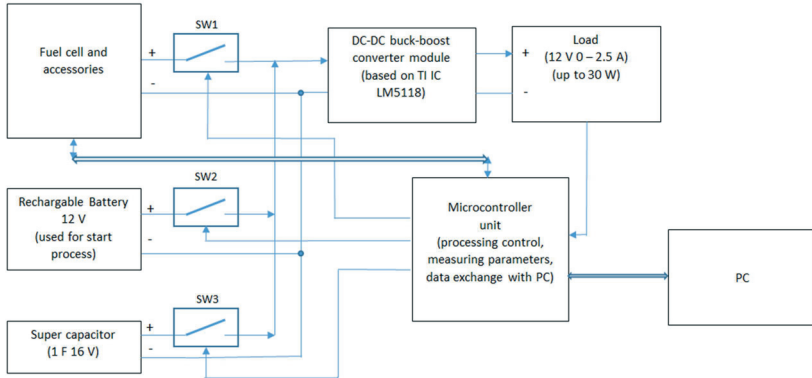 Fuel cell and
accessories
+
-
SW1
DC-DC buck-boost
converter module
(based on TI IC
LM5118)
+
-
Load
(12 V 0 – 2.5 A)
(up to 30 W)
Rechargable Battery
12 V
(used for start
process)
+
-
SW2
Microcontroller
unit
(processing control,
measuring parameters,
data exchange with PC)
PC
Super capacitor
(1 F 16 V)
+
-
SW3